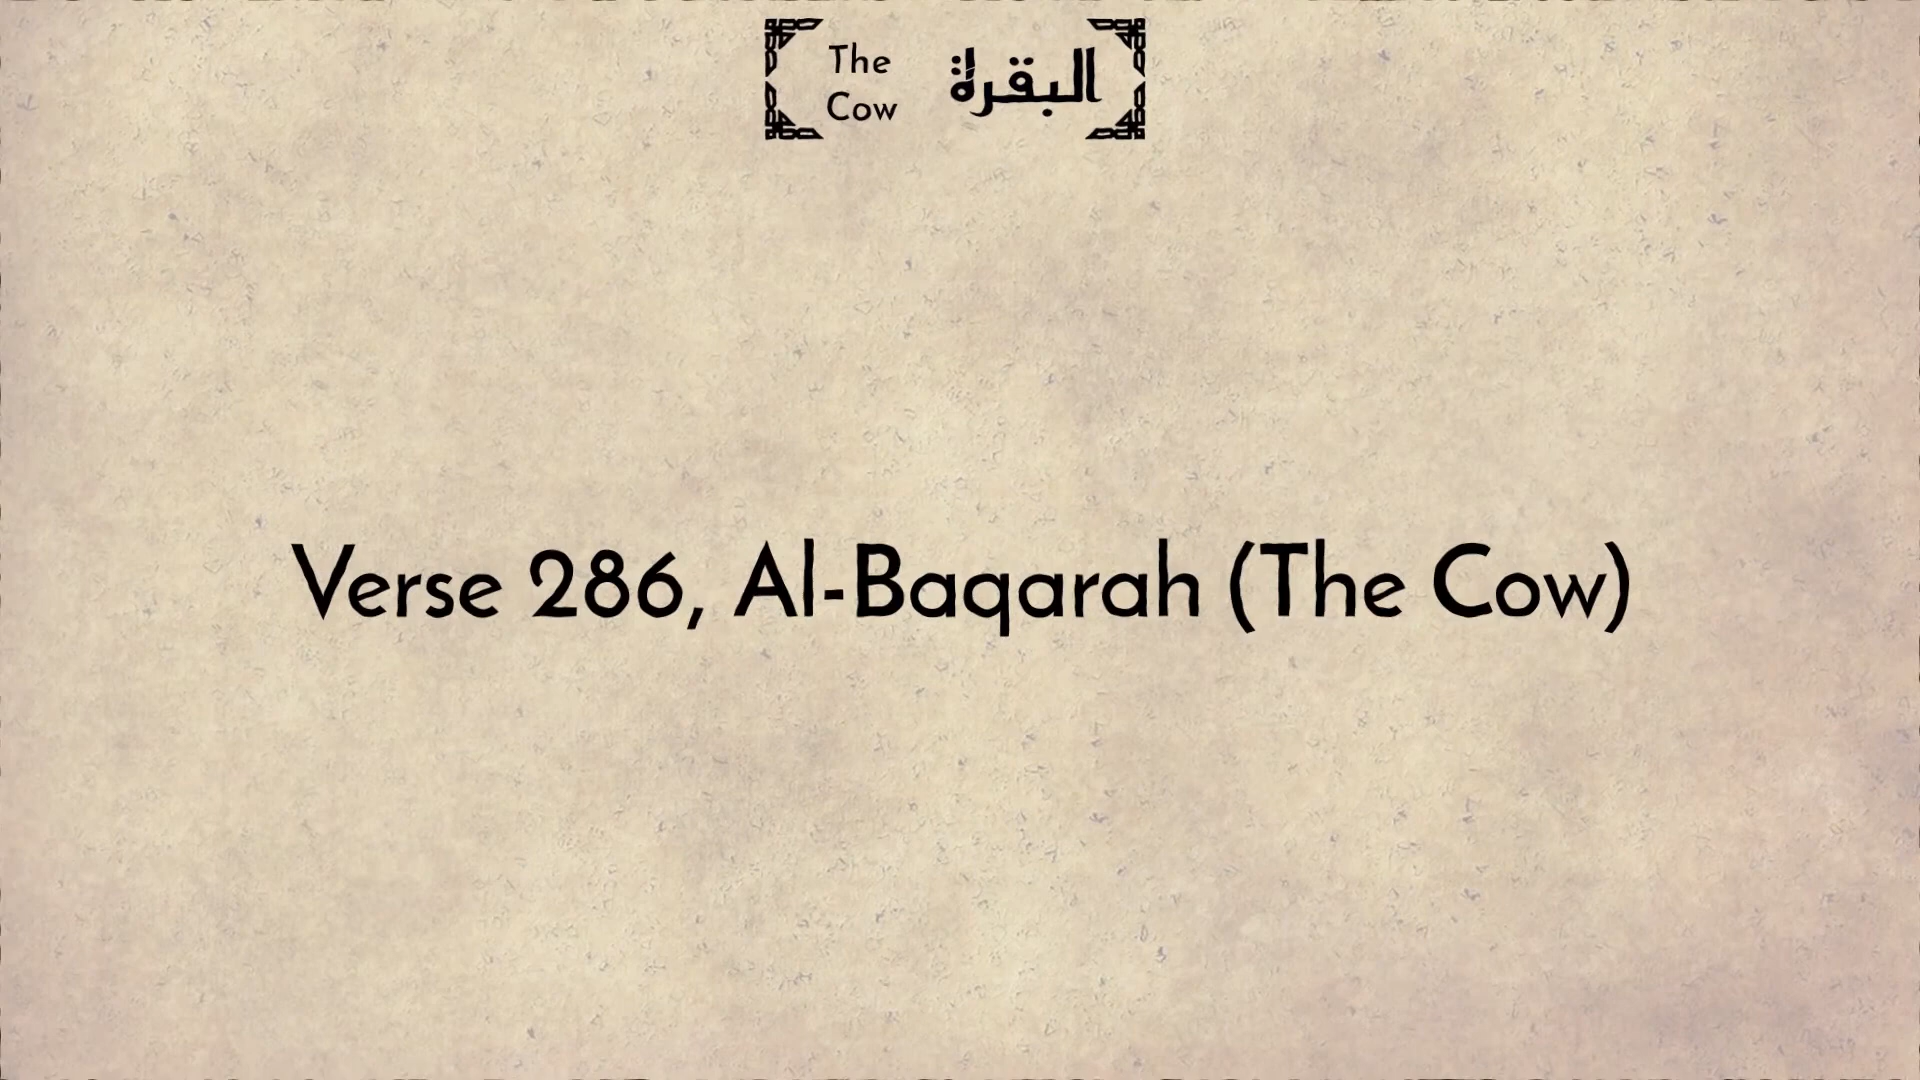 The
Cow
البقرة
Verse 286, Al-Baqarah (The Cow)